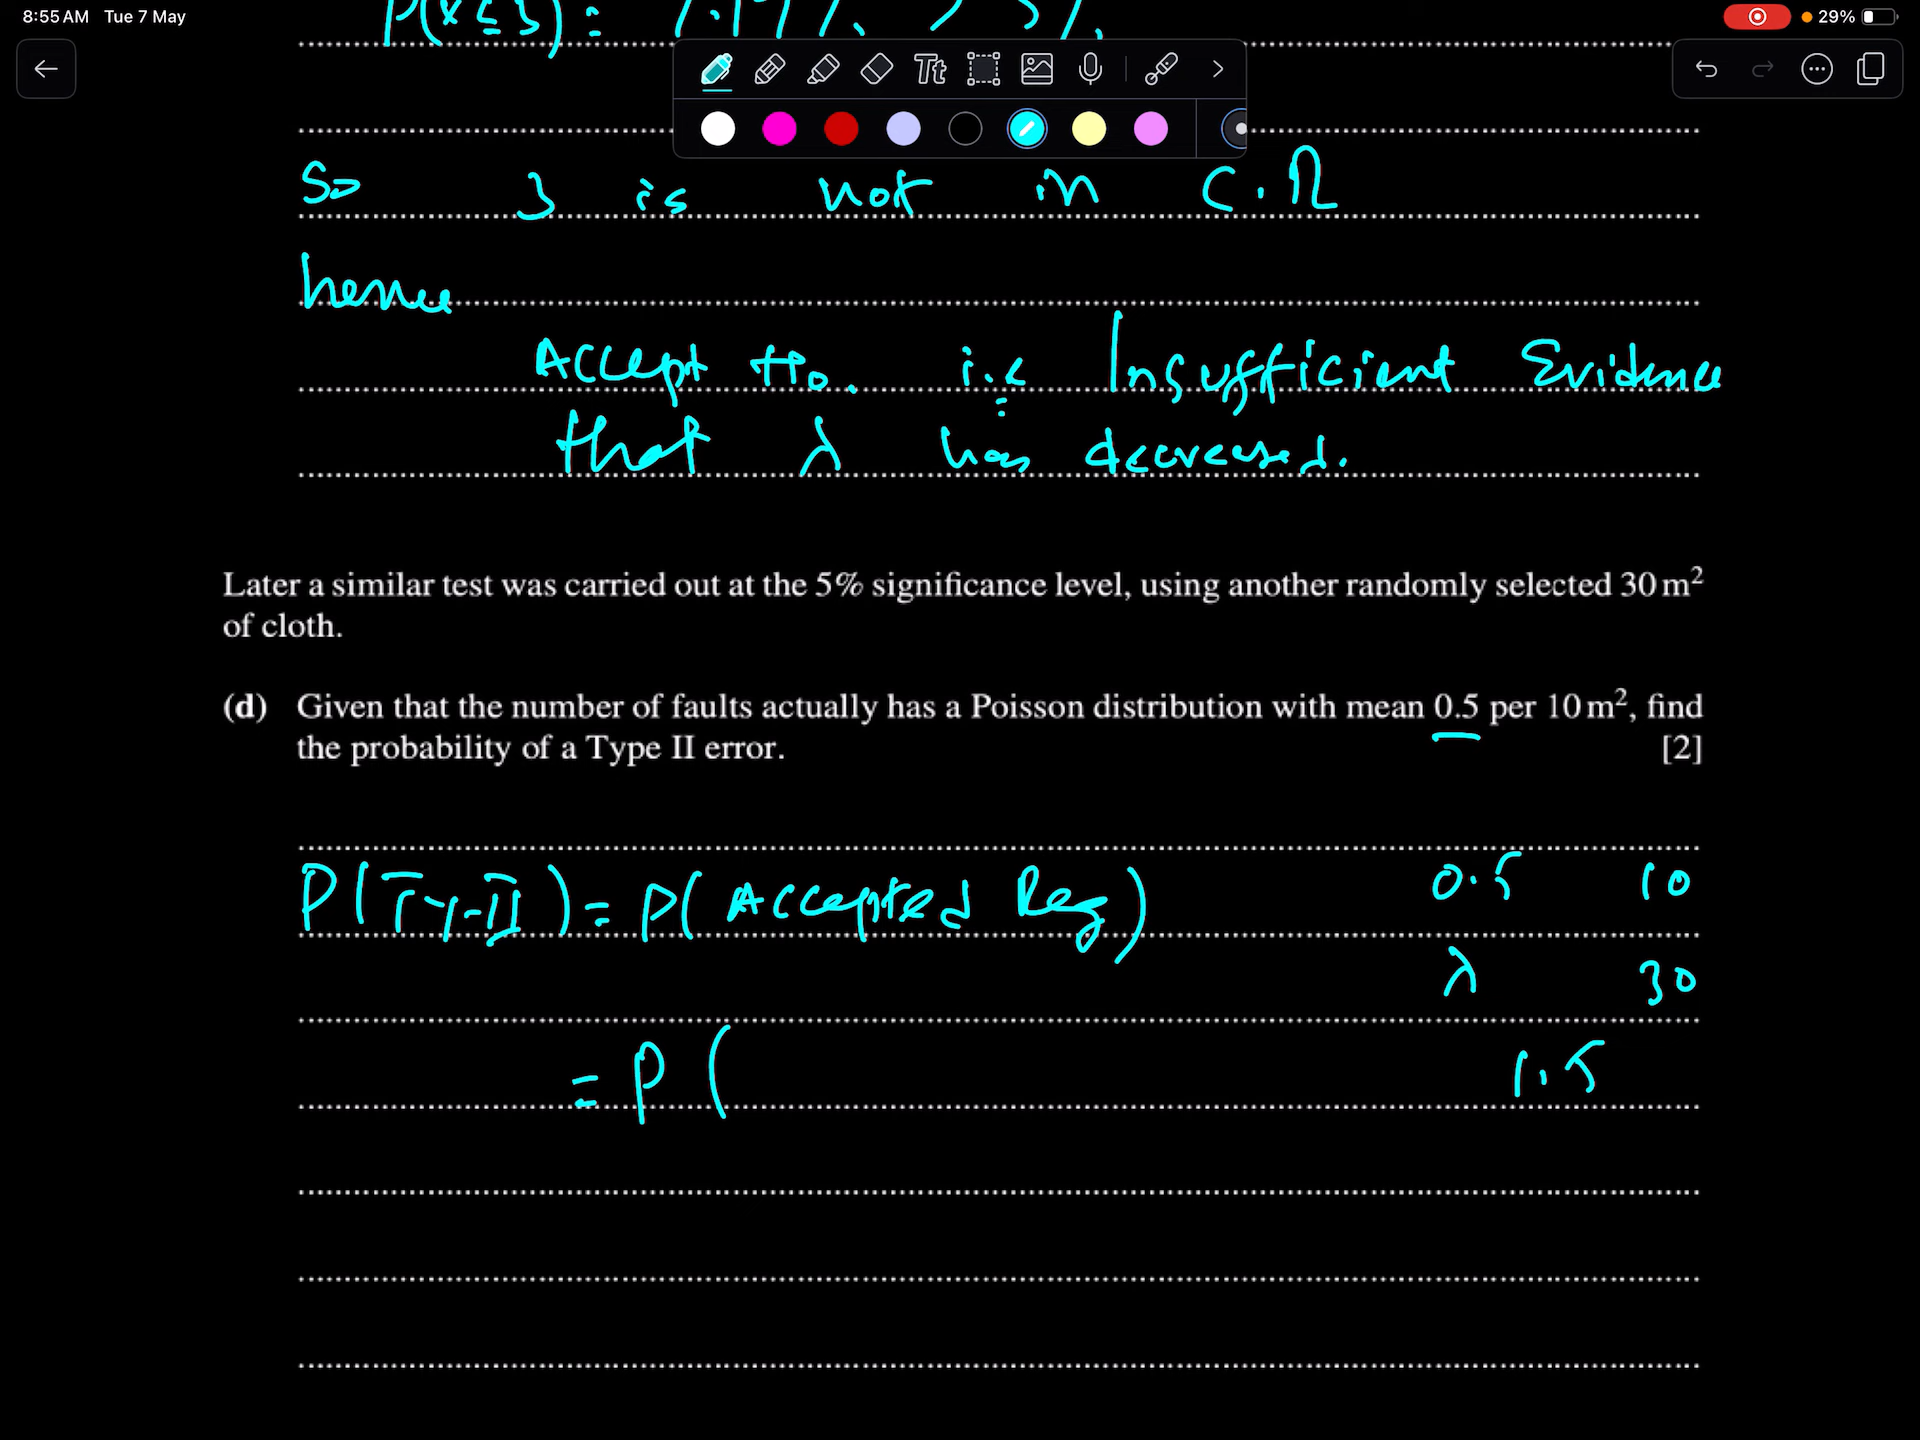 8:55 AM Tue 7 May
29%
P(x ≤ 3) =
Tt
So 3 is not in C.R
hence
Accept H₀. i.e Insufficient Evidence
that λ has decreased.
Later a similar test was carried out at the 5% significance level, using another randomly selected 30 m²
of cloth.
(d) Given that the number of faults actually has a Poisson distribution with mean 0.5 per 10 m², find
the probability of a Type II error. [2]
P(Ty-II) = P(Accepted Reg) 0.5 10
λ 30
= P( 1.5